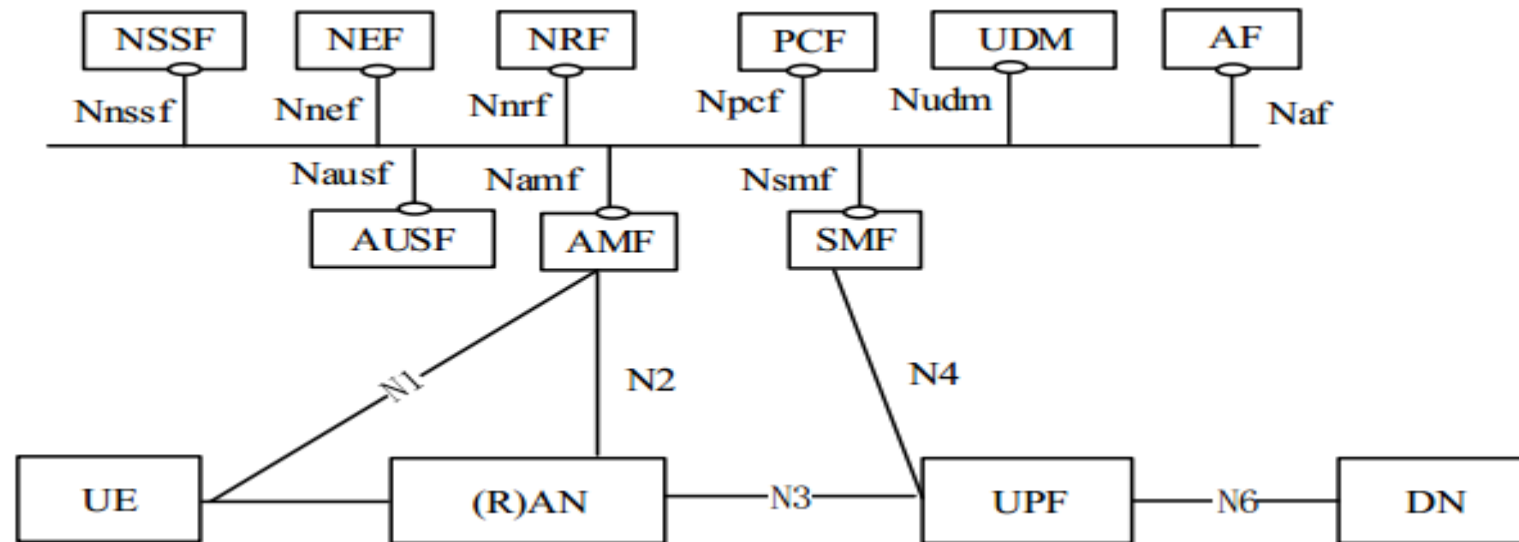 NSSF NEF NRF PCF UDM AF
Nnssf Nnef Nnrf Npcf Nudm Naf
Nausf Namf Nsmf
AUSF AMF SMF
N1 N2 N4
UE (R)AN N3 UPF N6 DN